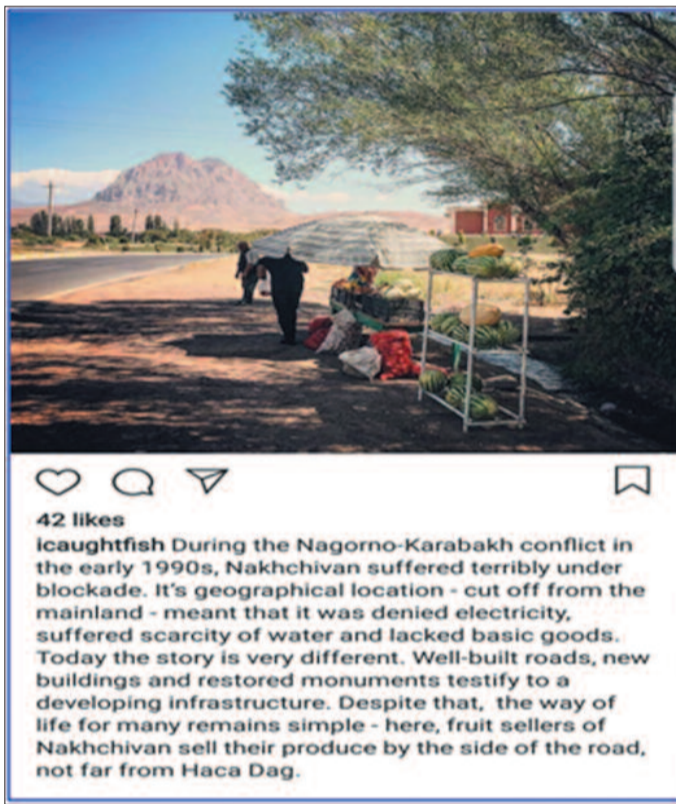 42 likes
icaughtfish During the Nagorno-Karabakh conflict in
the early 1990s, Nakhchivan suffered terribly under
blockade. It's geographical location - cut off from the
mainland - meant that it was denied electricity,
suffered scarcity of water and lacked basic goods.
Today the story is very different. Well-built roads, new
buildings and restored monuments testify to a
developing infrastructure. Despite that, the way of
life for many remains simple - here, fruit sellers of
Nakhchivan sell their produce by the side of the road,
not far from Haca Dag.